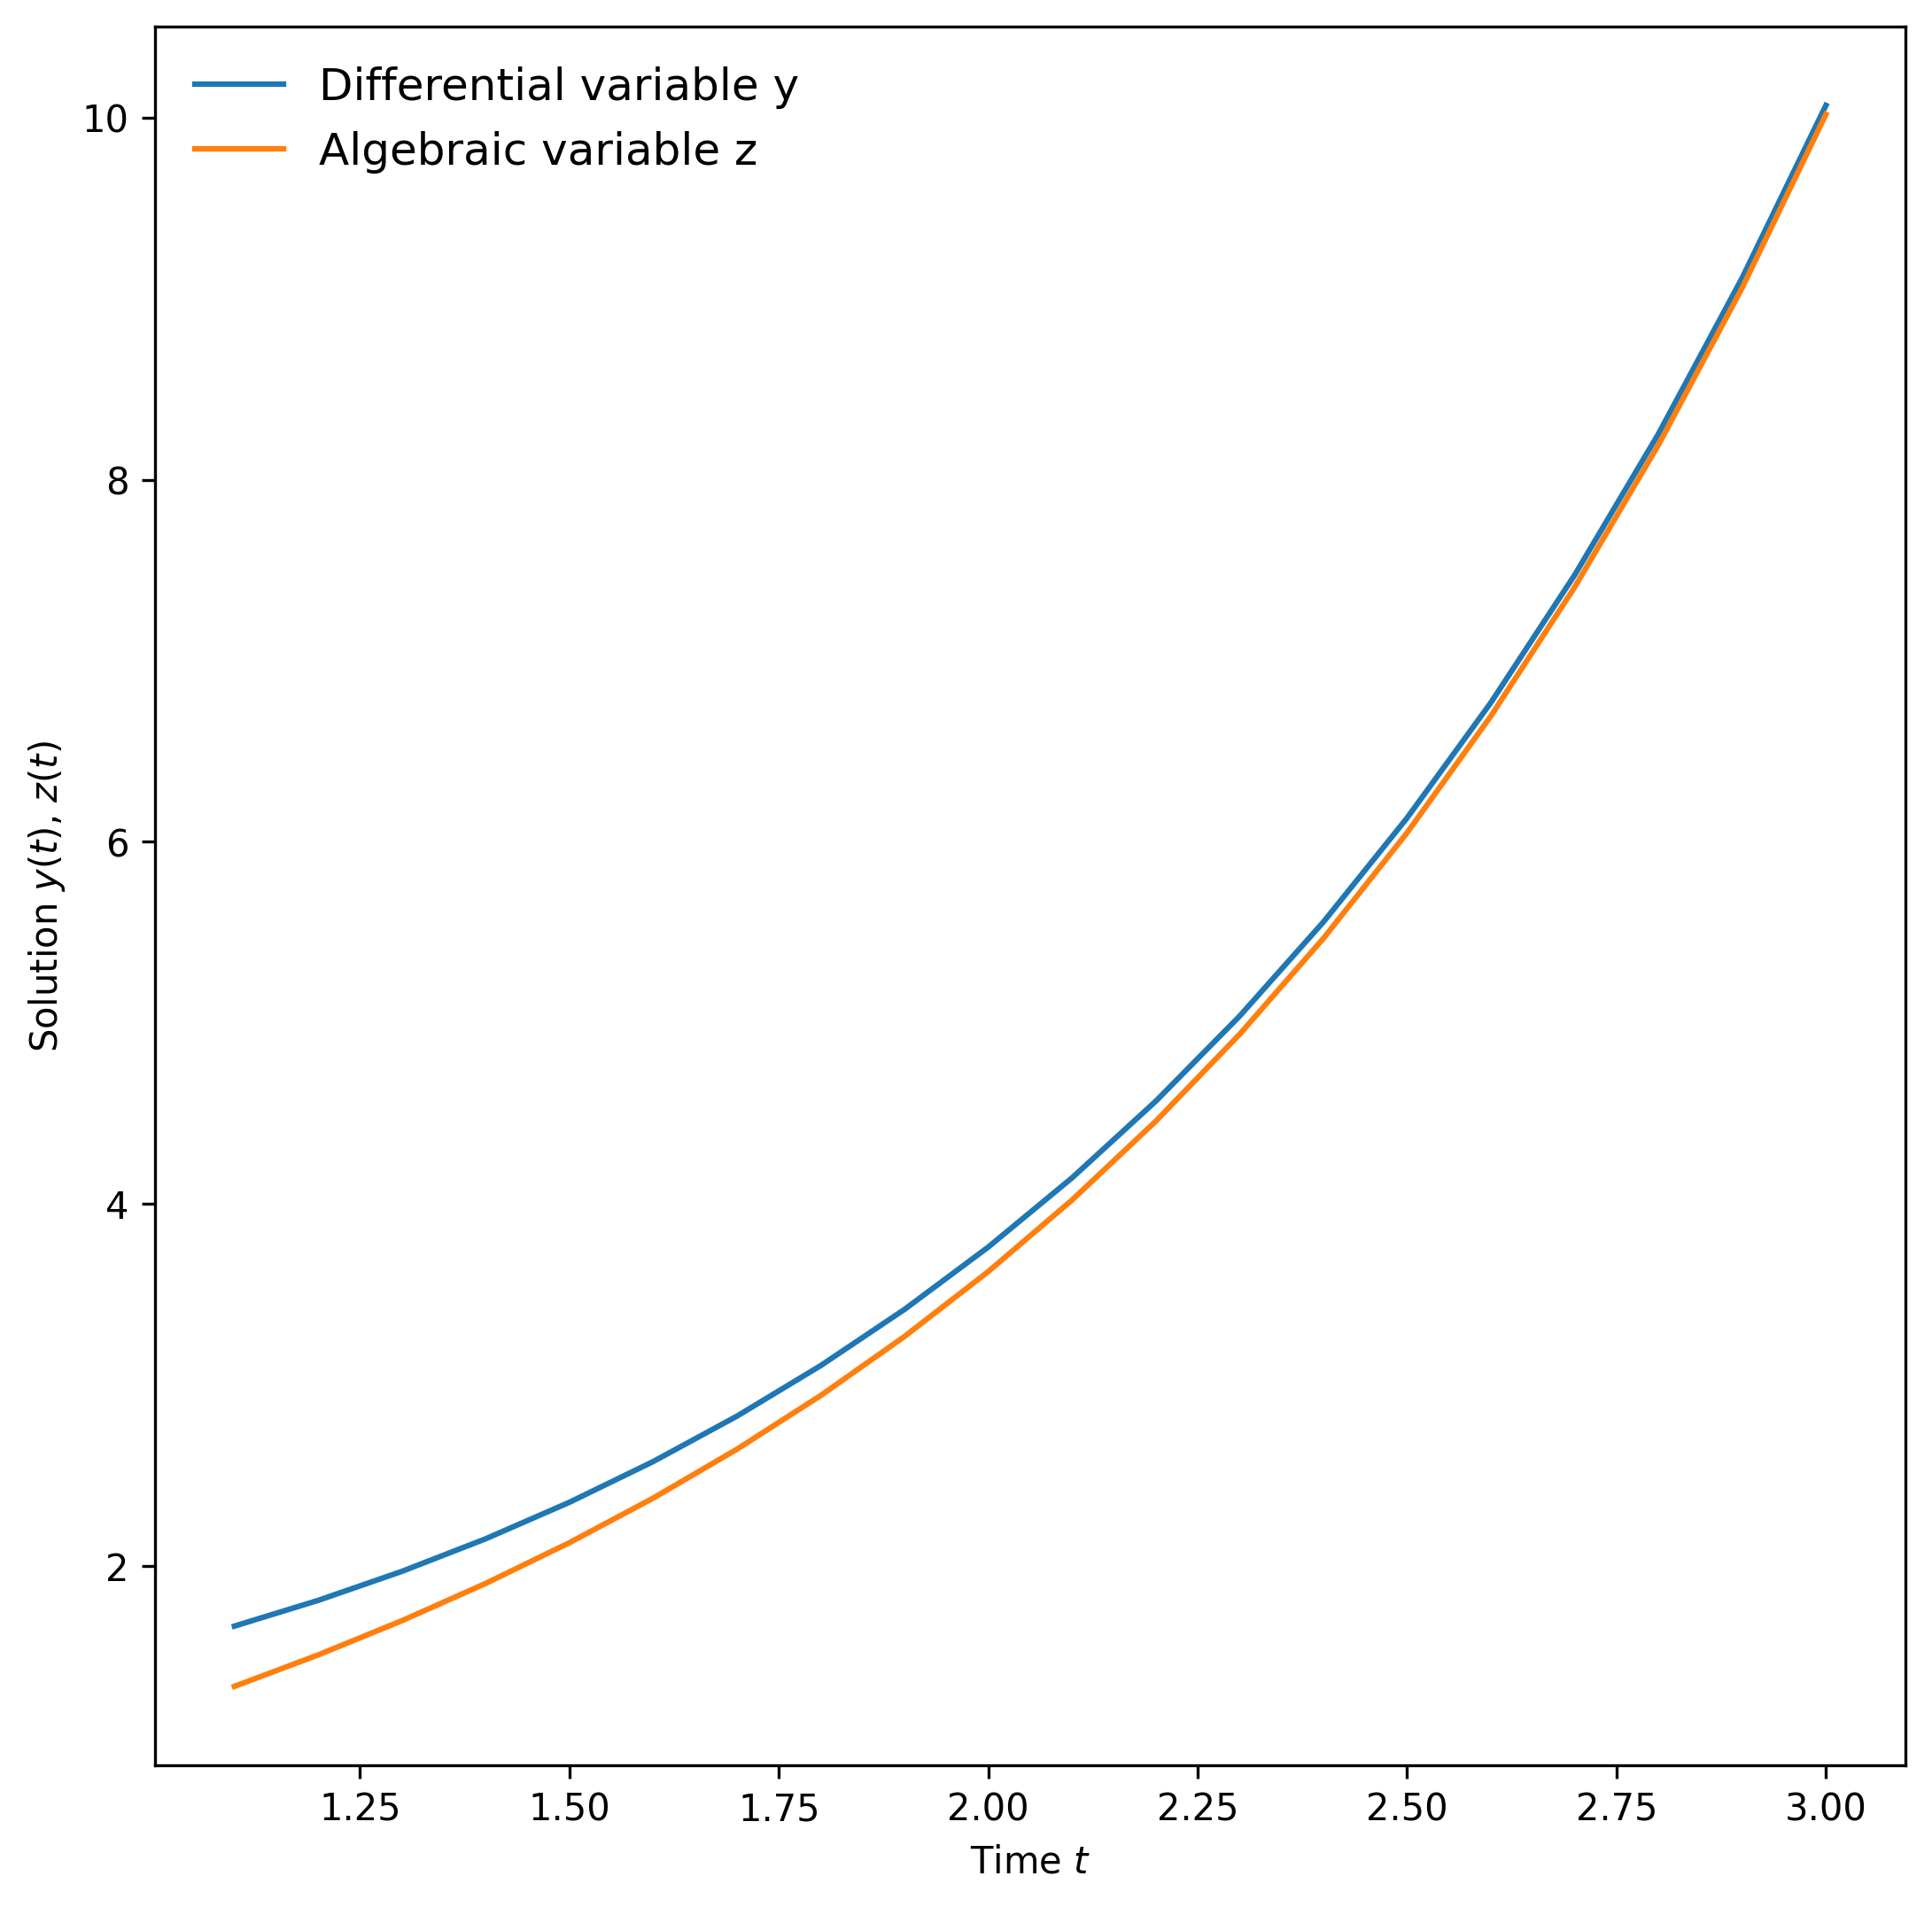 Differential variable y
Algebraic variable z
10
8
6
4
2
Solution y(t), z(t)
1.25 1.50 1.75 2.00 2.25 2.50 2.75 3.00
Time t